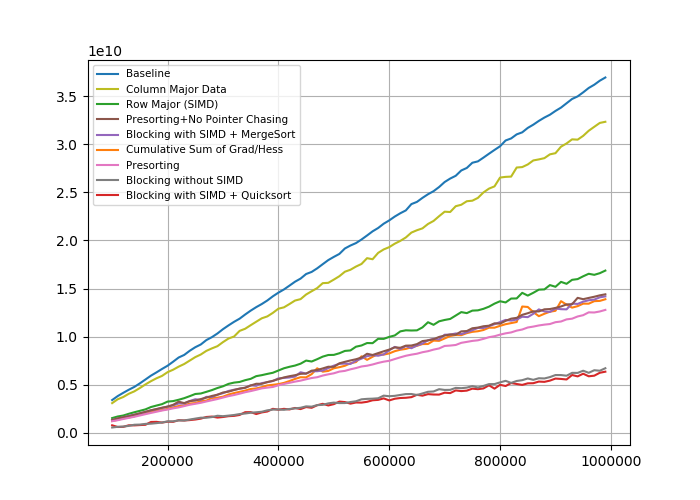 1e10
3.5
3.0
2.5
2.0
1.5
1.0
0.5
0.0
Baseline
Column Major Data
Row Major (SIMD)
Presorting+No Pointer Chasing
Blocking with SIMD + MergeSort
Cumulative Sum of Grad/Hess
Presorting
Blocking without SIMD
Blocking with SIMD + Quicksort
200000 400000 600000 800000 1000000